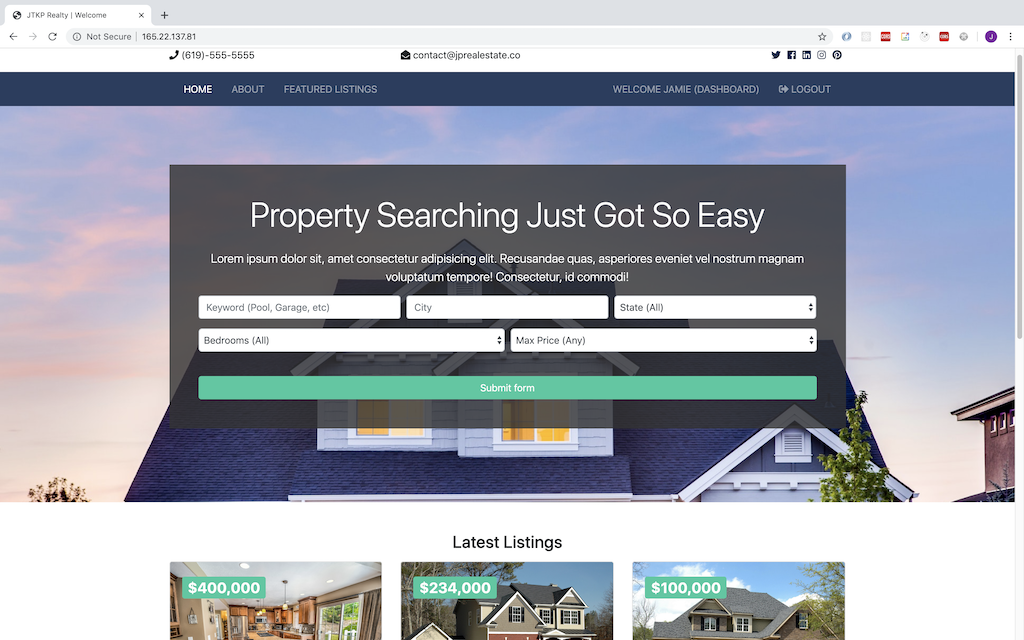 JTKP Realty | Welcome
Not Secure
165.22.137.81
CORS
CORS
J
(619)-555-5555
contact@jprealestate.co
HOME
ABOUT
FEATURED LISTINGS
WELCOME JAMIE (DASHBOARD)
LOGOUT
Property Searching Just Got So Easy
Lorem ipsum dolor sit, amet consectetur adipisicing elit. Recusandae quas, asperiores eveniet vel nostrum magnam
voluptatum tempore! Consectetur, id commodi!
Keyword (Pool, Garage, etc)
City
State (All)
Bedrooms (All)
Max Price (Any)
Submit form
Latest Listings
$400,000
$234,000
$100,000